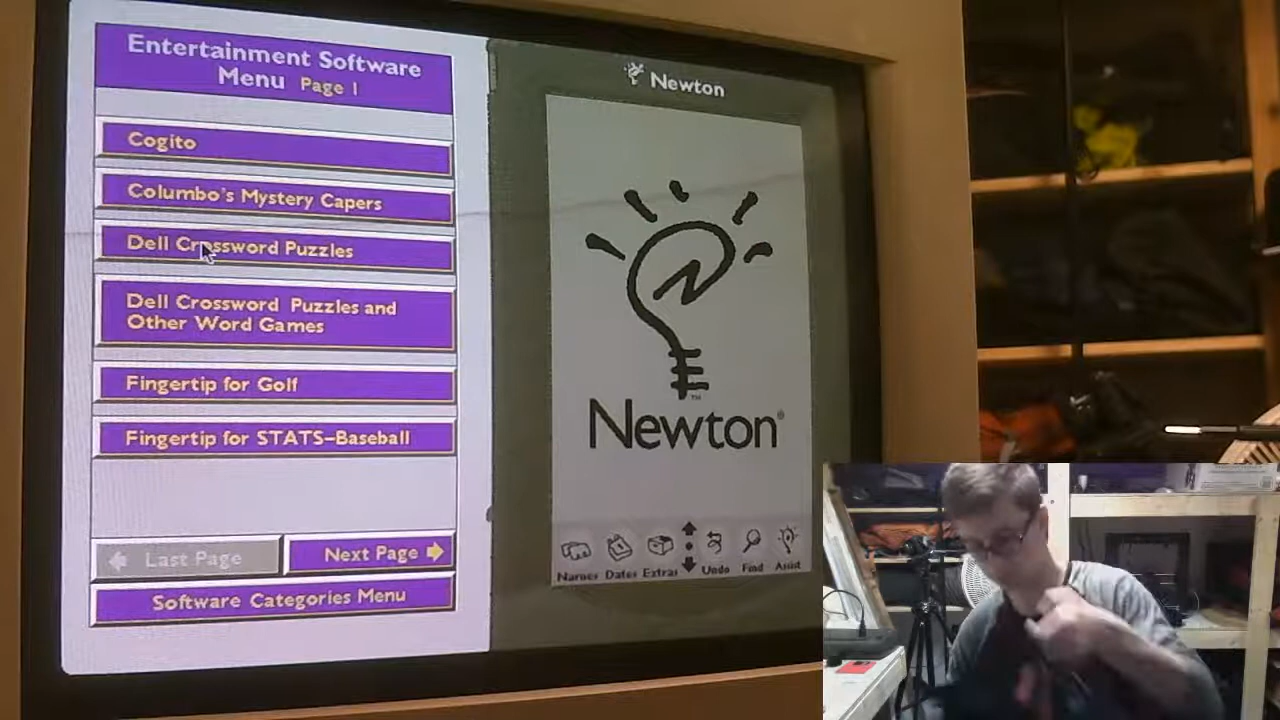 Entertainment Software
Menu Page 1
Cogito
Columbo's Mystery Capers
Dell Crossword Puzzles
Dell Crossword Puzzles and
Other Word Games
Fingertip for Golf
Fingertip for STATS-Baseball
Last Page
Next Page
Software Categories Menu
Newton
Newton®
Names Dates Extras Undo Find Assist